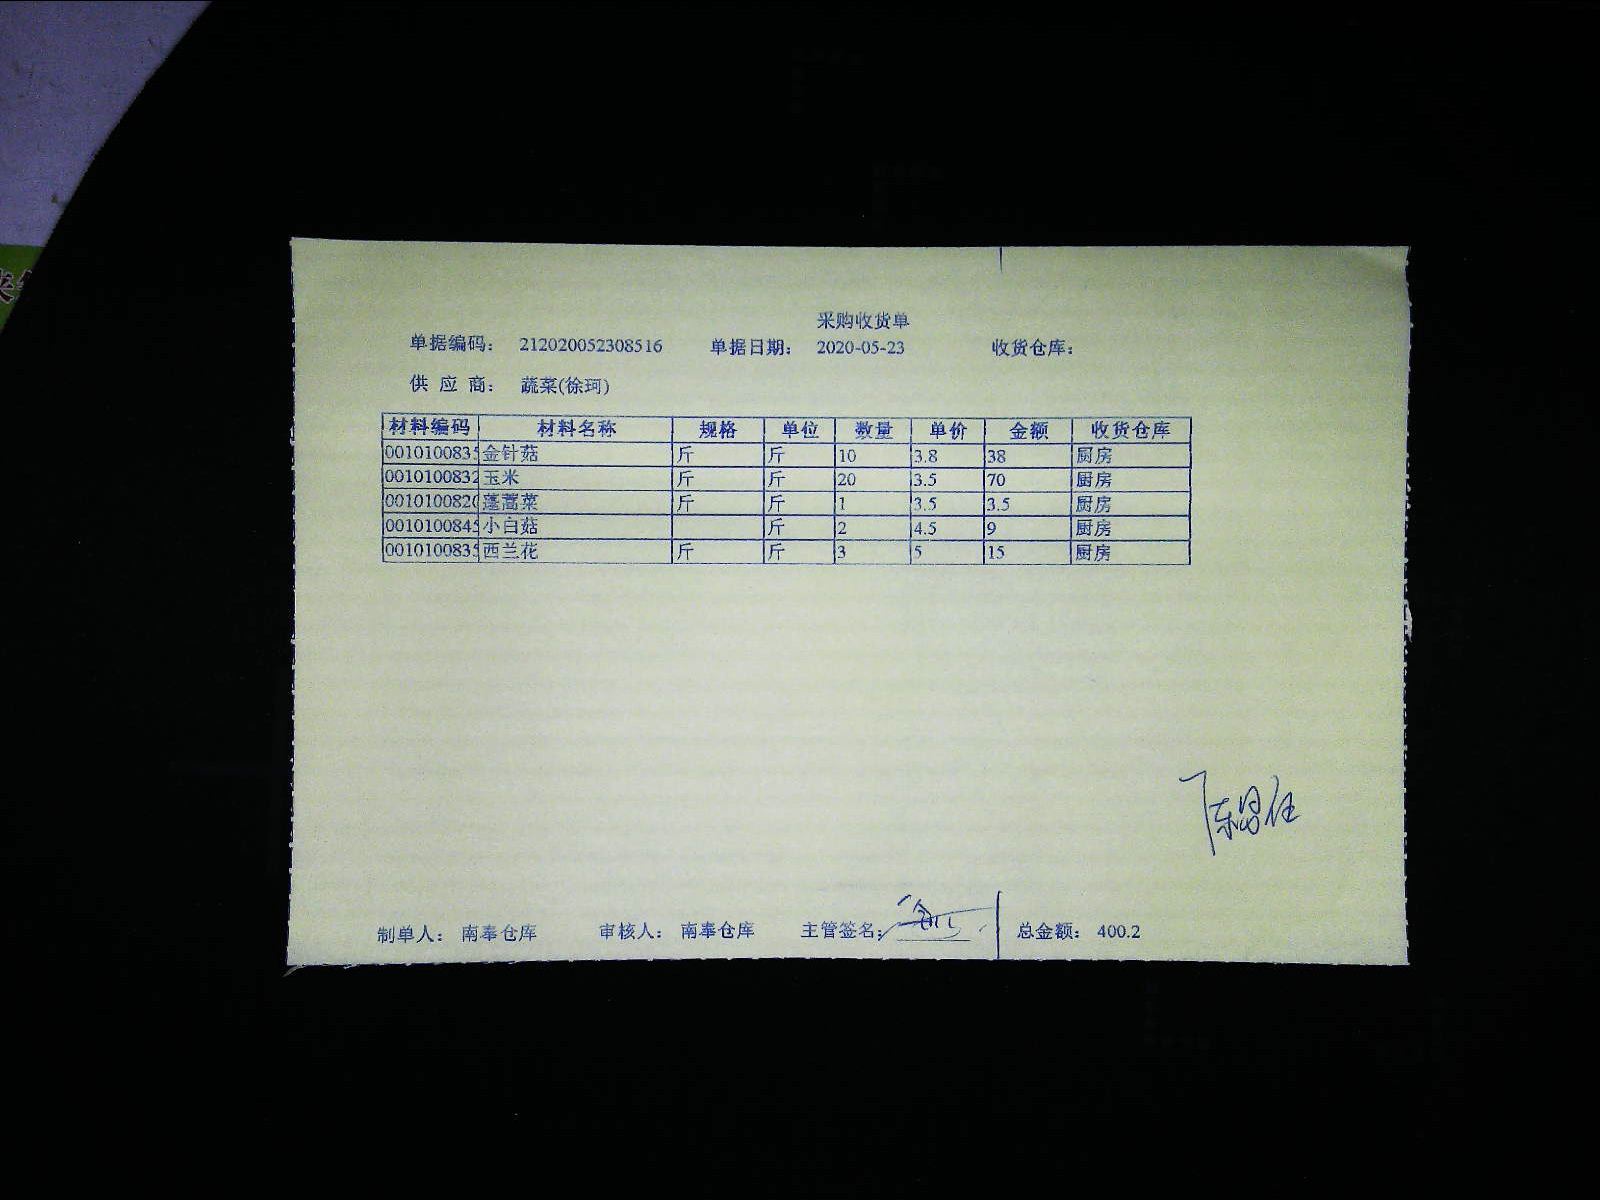 采购收货单
单据编码： 212020052308516 单据日期： 2020-05-23 收货仓库：
供 应 商： 蔬菜(徐珂)
材料编码 材料名称 规格 单位 数量 单价 金额 收货仓库
0010100835 金针菇 斤 斤 10 3.8 38 厨房
0010100832 玉米 斤 斤 20 3.5 70 厨房
001010082 蓬蒿菜 斤 斤 1 3.5 3.5 厨房
001010084 小白菇 斤 2 4.5 9 厨房
0010100835 西兰花 斤 斤 3 5 15 厨房
制单人： 南奉仓库 审核人： 南奉仓库 主管签名： 总金额： 400.2